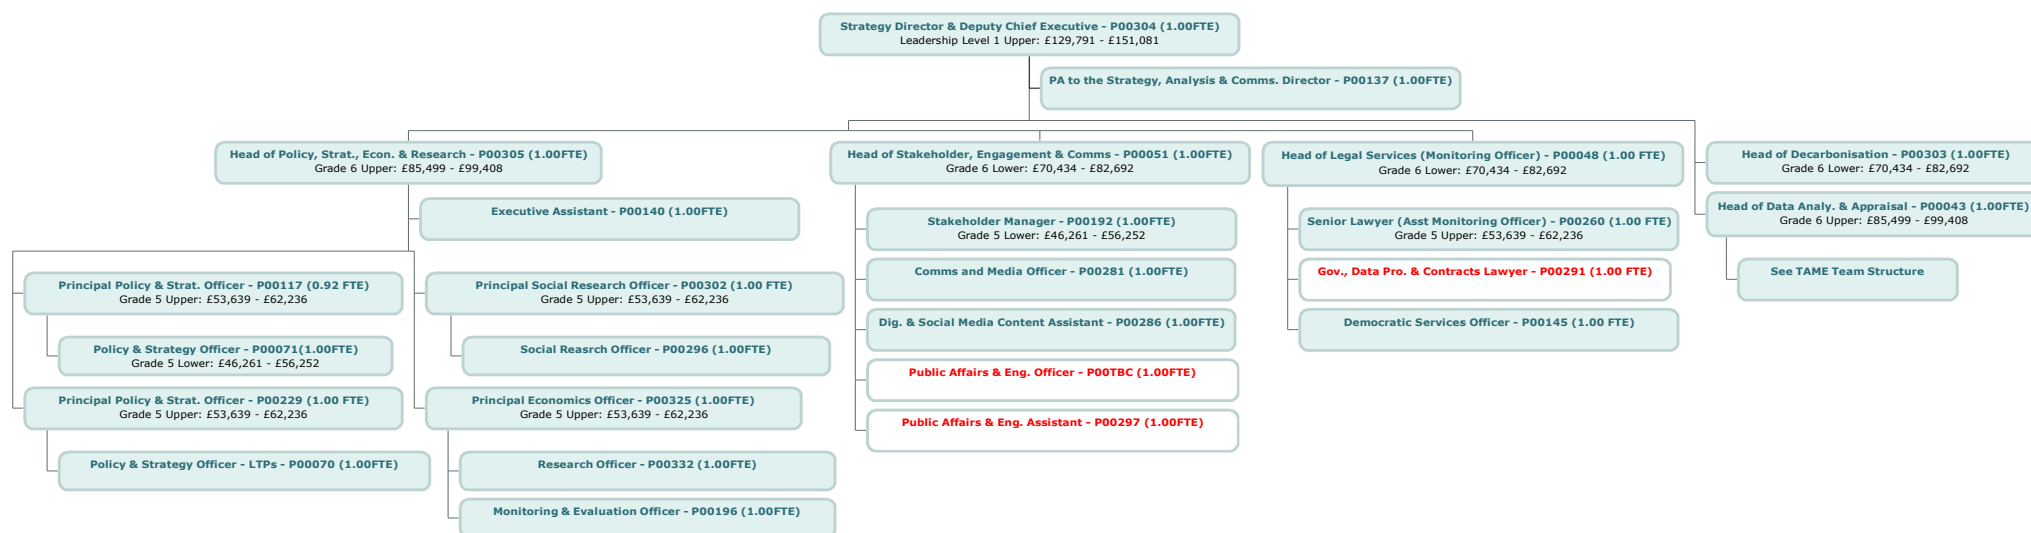 Strategy Director & Deputy Chief Executive - P00304 (1.00FTE)
Leadership Level 1 Upper: £129,791 - £151,081
PA to the Strategy, Analysis & Comms. Director - P00137 (1.00FTE)
Head of Policy, Strat., Econ. & Research - P00305 (1.00FTE)
Grade 6 Upper: £85,499 - £99,408
Executive Assistant - P00140 (1.00FTE)
Principal Policy & Strat. Officer - P00117 (0.92 FTE)
Grade 5 Upper: £53,639 - £62,236
Policy & Strategy Officer - P00071(1.00FTE)
Grade 5 Lower: £46,261 - £56,252
Principal Policy & Strat. Officer - P00229 (1.00 FTE)
Grade 5 Upper: £53,639 - £62,236
Policy & Strategy Officer - LTPs - P00070 (1.00FTE)
Principal Social Research Officer - P00302 (1.00 FTE)
Grade 5 Upper: £53,639 - £62,236
Social Reasrch Officer - P00296 (1.00FTE)
Principal Economics Officer - P00325 (1.00FTE)
Grade 5 Upper: £53,639 - £62,236
Research Officer - P00332 (1.00FTE)
Monitoring & Evaluation Officer - P00196 (1.00FTE)
Head of Stakeholder, Engagement & Comms - P00051 (1.00FTE)
Grade 6 Lower: £70,434 - £82,692
Stakeholder Manager - P00192 (1.00FTE)
Grade 5 Lower: £46,261 - £56,252
Comms and Media Officer - P00281 (1.00FTE)
Dig. & Social Media Content Assistant - P00286 (1.00FTE)
Public Affairs & Eng. Officer - P00TBC (1.00FTE)
Public Affairs & Eng. Assistant - P00297 (1.00FTE)
Head of Legal Services (Monitoring Officer) - P00048 (1.00 FTE)
Grade 6 Lower: £70,434 - £82,692
Senior Lawyer (Asst Monitoring Officer) - P00260 (1.00 FTE)
Grade 5 Upper: £53,639 - £62,236
Gov., Data Pro. & Contracts Lawyer - P00291 (1.00 FTE)
Democratic Services Officer - P00145 (1.00 FTE)
Head of Decarbonisation - P00303 (1.00FTE)
Grade 6 Lower: £70,434 - £82,692
Head of Data Analy. & Appraisal - P00043 (1.00FTE)
Grade 6 Upper: £85,499 - £99,408
See TAME Team Structure